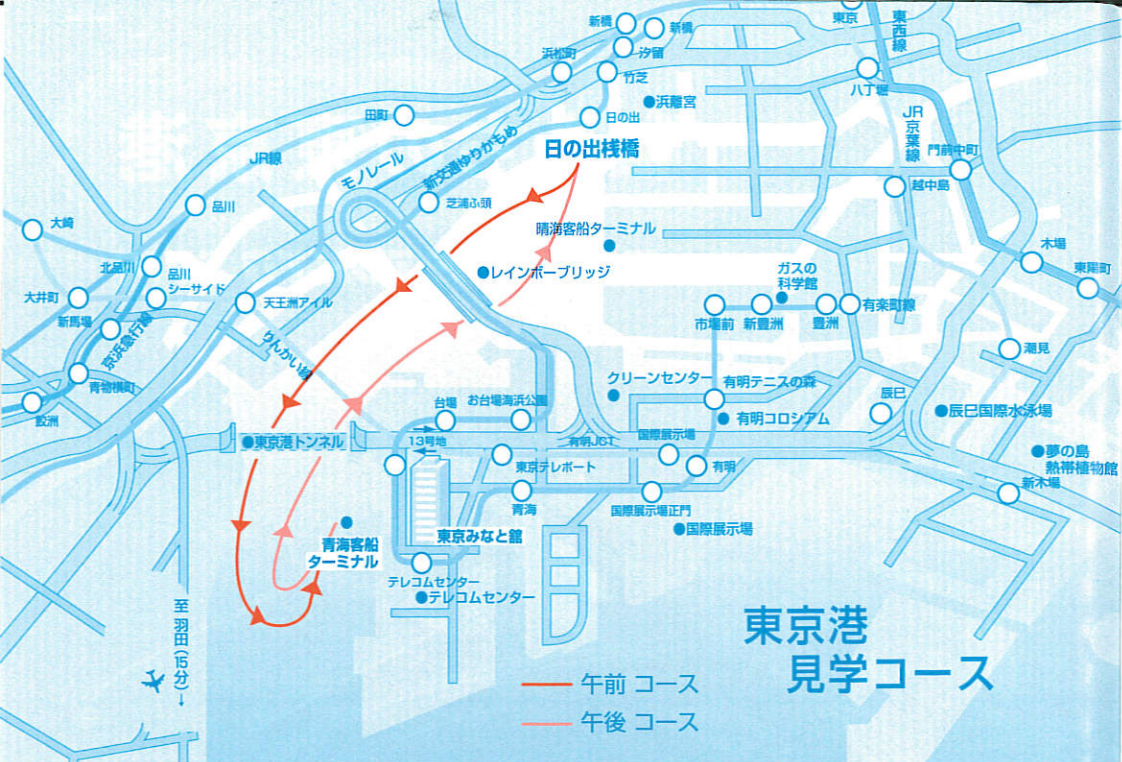 新橋
新橋
汐留
浜松町
竹芝
浜離宮
東京
東西線
八丁堀
田町
日の出
日の出桟橋
JR京葉線
門前中町
越中島
JR線
モノレール
新交通ゆりかもめ
品川
芝浦ふ頭
大崎
晴海客船ターミナル
木場
東陽町
北品川
品川
シーサイド
レインボーブリッジ
ガスの
科学館
大井町
天王洲アイル
市場前
新豊洲
豊洲
有楽町線
新馬場
京浜急行線
りんかい線
潮見
青物横町
クリーンセンター
有明テニスの森
鮫洲
台場
お台場海浜公園
有明コロシアム
辰巳
辰巳国際水泳場
東京港トンネル
13号地
有明JCT
国際展示場
東京テレポート
有明
夢の島
熱帯植物館
新木場
青海
国際展示場正門
国際展示場
青海客船
ターミナル
東京みなと館
テレコムセンター
テレコムセンター
至 羽田(15分)→
東京港
見学コース
午前 コース
午後 コース